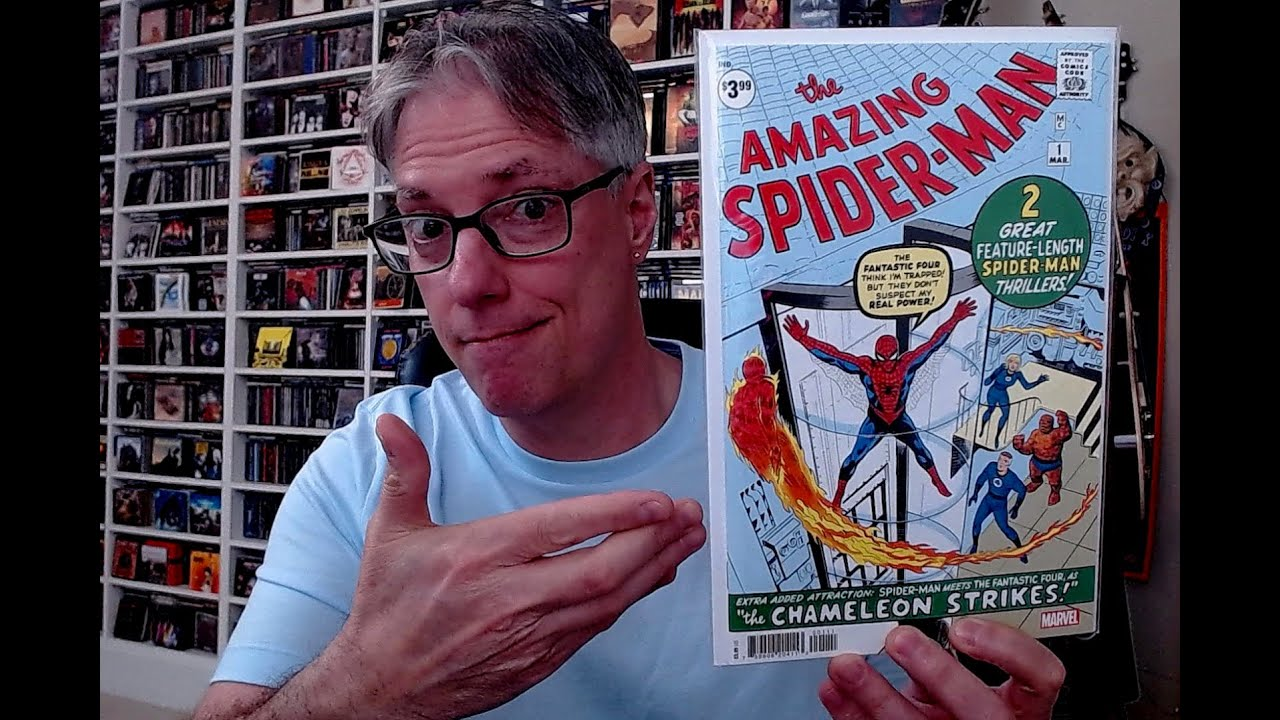 IND.
$3.99
the
AMAZING
SPIDER-MAN
APPROVED
BY THE
COMICS
CODE
AUTHORITY
M
C
1
MAR.
2
GREAT
FEATURE-LENGTH
SPIDER-MAN
THRILLERS!
THE
FANTASTIC FOUR
THINK I'M TRAPPED!
BUT THEY DON'T
SUSPECT MY
REAL POWER!
EXTRA ADDED ATTRACTION: SPIDER-MAN MEETS THE FANTASTIC FOUR, AS
"the CHAMELEON STRIKES!"
MARVEL